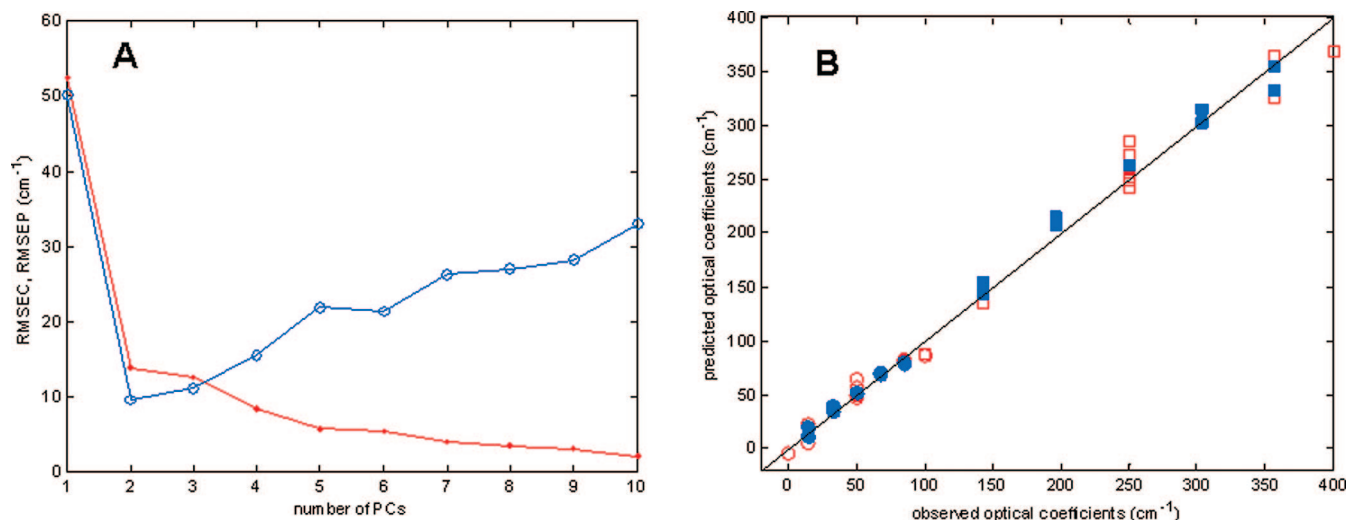 A
RMSEC, RMSEP (cm-1)
60
50
40
30
20
10
0
1 2 3 4 5 6 7 8 9 10
number of PCs
B
predicted optical coefficients (cm-1)
400
350
300
250
200
150
100
50
0
0 50 100 150 200 250 300 350 400
observed optical coefficients (cm-1)